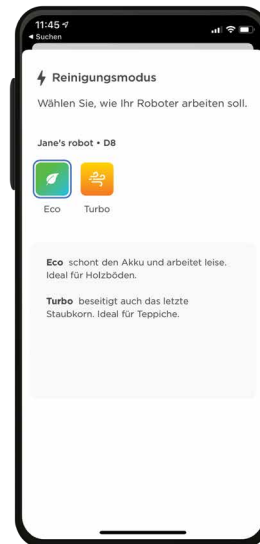 11:45
◂ Suchen
Reinigungsmodus
Wählen Sie, wie Ihr Roboter arbeiten soll.
Jane's robot • D8
Eco Turbo
Eco schont den Akku und arbeitet leise.
Ideal für Holzböden.
Turbo beseitigt auch das letzte
Staubkorn. Ideal für Teppiche.